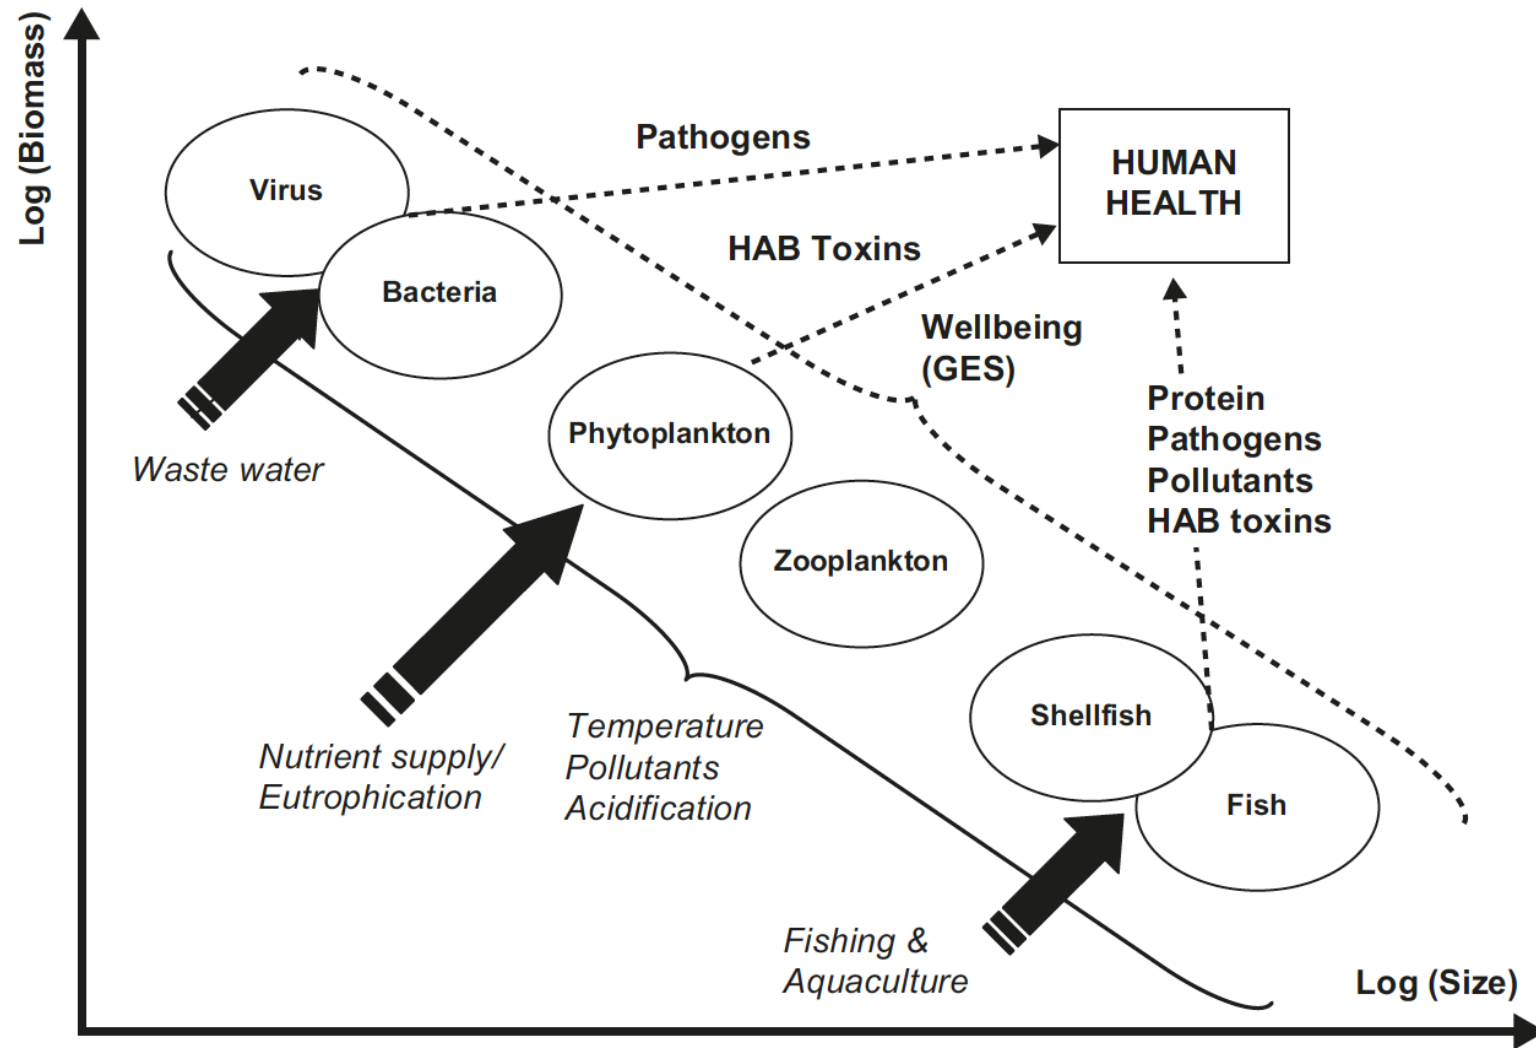 Log (Biomass)
Virus
Pathogens
HUMAN
HEALTH
HAB Toxins
Bacteria
Wellbeing
(GES)
Protein
Pathogens
Pollutants
HAB toxins
Phytoplankton
Waste water
Zooplankton
Shellfish
Temperature
Pollutants
Acidification
Nutrient supply/
Eutrophication
Fish
Fishing &
Aquaculture
Log (Size)